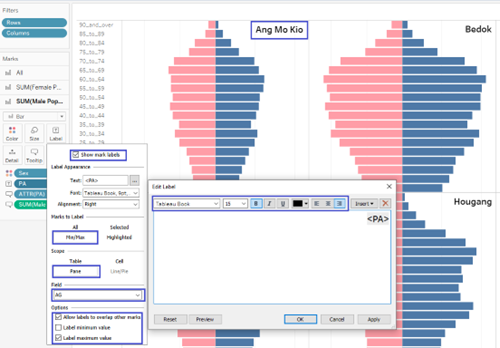 Filters
Rows
Columns
Marks
All
SUM(Female P...
SUM(Male Pop...
Bar
Color
Size
Label
Detail
Tooltip
Sex
PA
ATTR(PA)
SUM(Male
90_and_over
85_to_89
80_to_84
75_to_79
70_to_74
65_to_69
60_to_64
55_to_59
50_to_54
45_to_49
40_to_44
35_to_39
30_to_34
Ang Mo Kio
Bedok
Hougang
Show mark labels
Label Appearance
Text: <PA> ...
Font: Tableau Book,
Alignment: Right
Marks to Label
All Selected
Min/Max Highlighted
Scope
Table Cell
Pane Line/Pie
Field
AG
Options
Allow labels to overlap other marks
Label minimum value
Label maximum value
Edit Label
Tableau Book 15 B I U Insert
<PA>
Reset Preview OK Cancel Apply